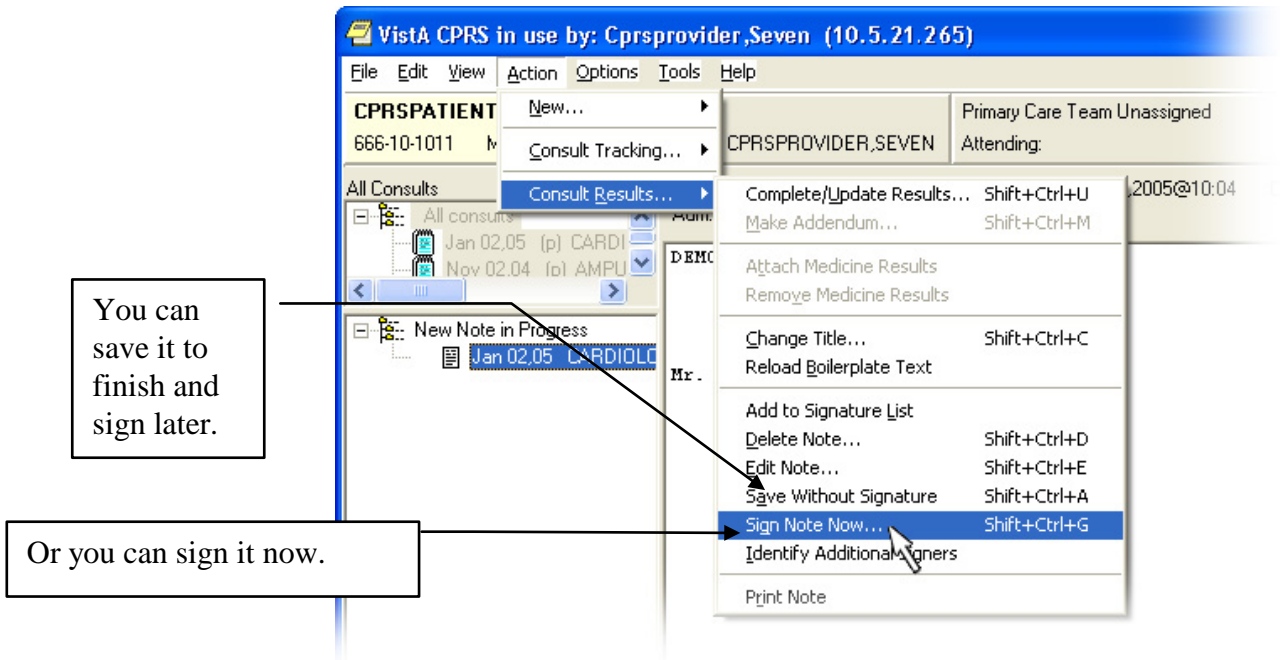 VistA CPRS in use by: Cprsprovider,Seven (10.5.21.265)
File Edit View Action Options Tools Help
CPRSPATIENT
666-10-1011
CPRSPROVIDER,SEVEN
Primary Care Team Unassigned
Attending:
New...
Consult Tracking...
Consult Results...
All Consults
All consults
Jan 02,05 (p) CARDI
Nov 02,04 (p) AMPU
New Note in Progress
Jan 02,05 CARDIOLO
,2005@10:04
DEMO
Mr.
Complete/Update Results... Shift+Ctrl+U
Make Addendum... Shift+Ctrl+M
Attach Medicine Results
Remove Medicine Results
Change Title... Shift+Ctrl+C
Reload Boilerplate Text
Add to Signature List
Delete Note... Shift+Ctrl+D
Edit Note... Shift+Ctrl+E
Save Without Signature Shift+Ctrl+A
Sign Note Now... Shift+Ctrl+G
Identify Additional Signers
Print Note
You can
save it to
finish and
sign later.
Or you can sign it now.